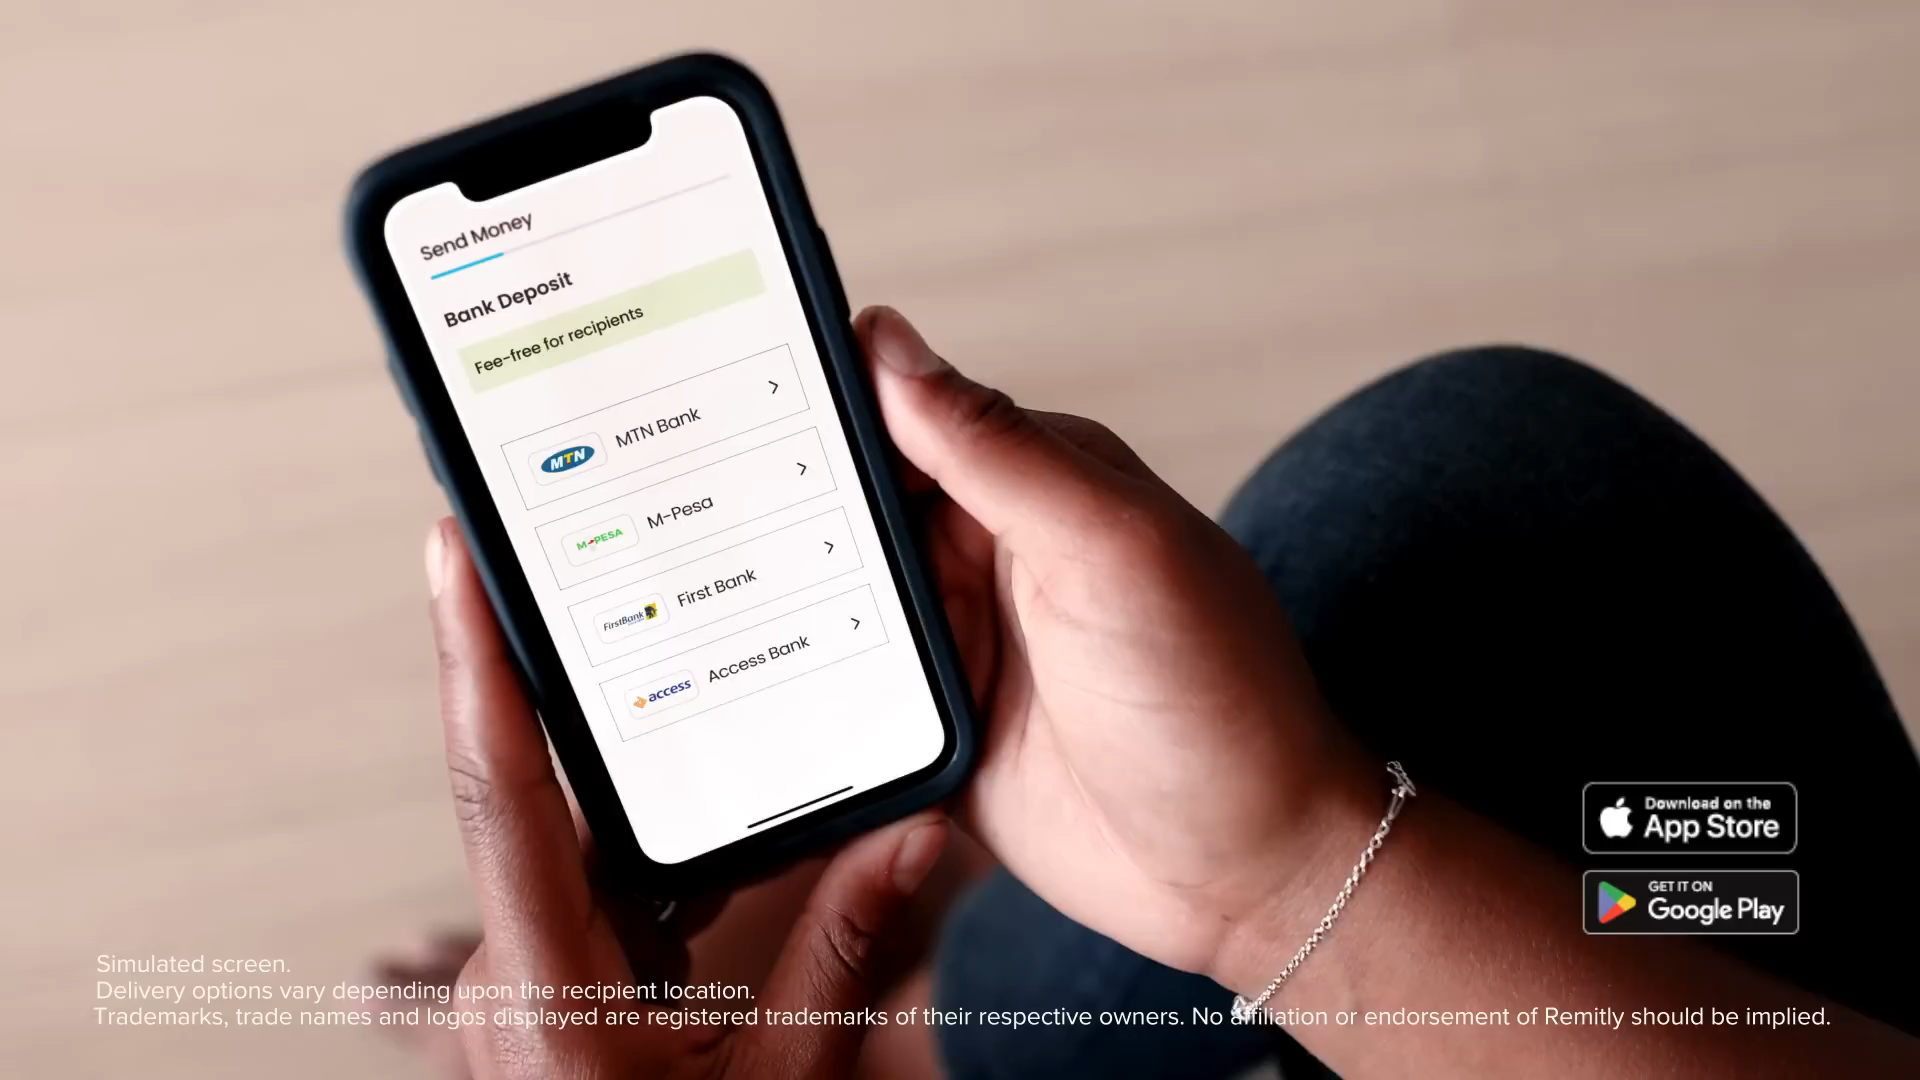 Send Money
Bank Deposit
Fee-free for recipients
MTN
MTN Bank
M-PESA
M-Pesa
FirstBank
First Bank
access
Access Bank
Download on the
App Store
GET IT ON
Google Play
Simulated screen.
Delivery options vary depending upon the recipient location.
Trademarks, trade names and logos displayed are registered trademarks of their respective owners. No affiliation or endorsement of Remitly should be implied.